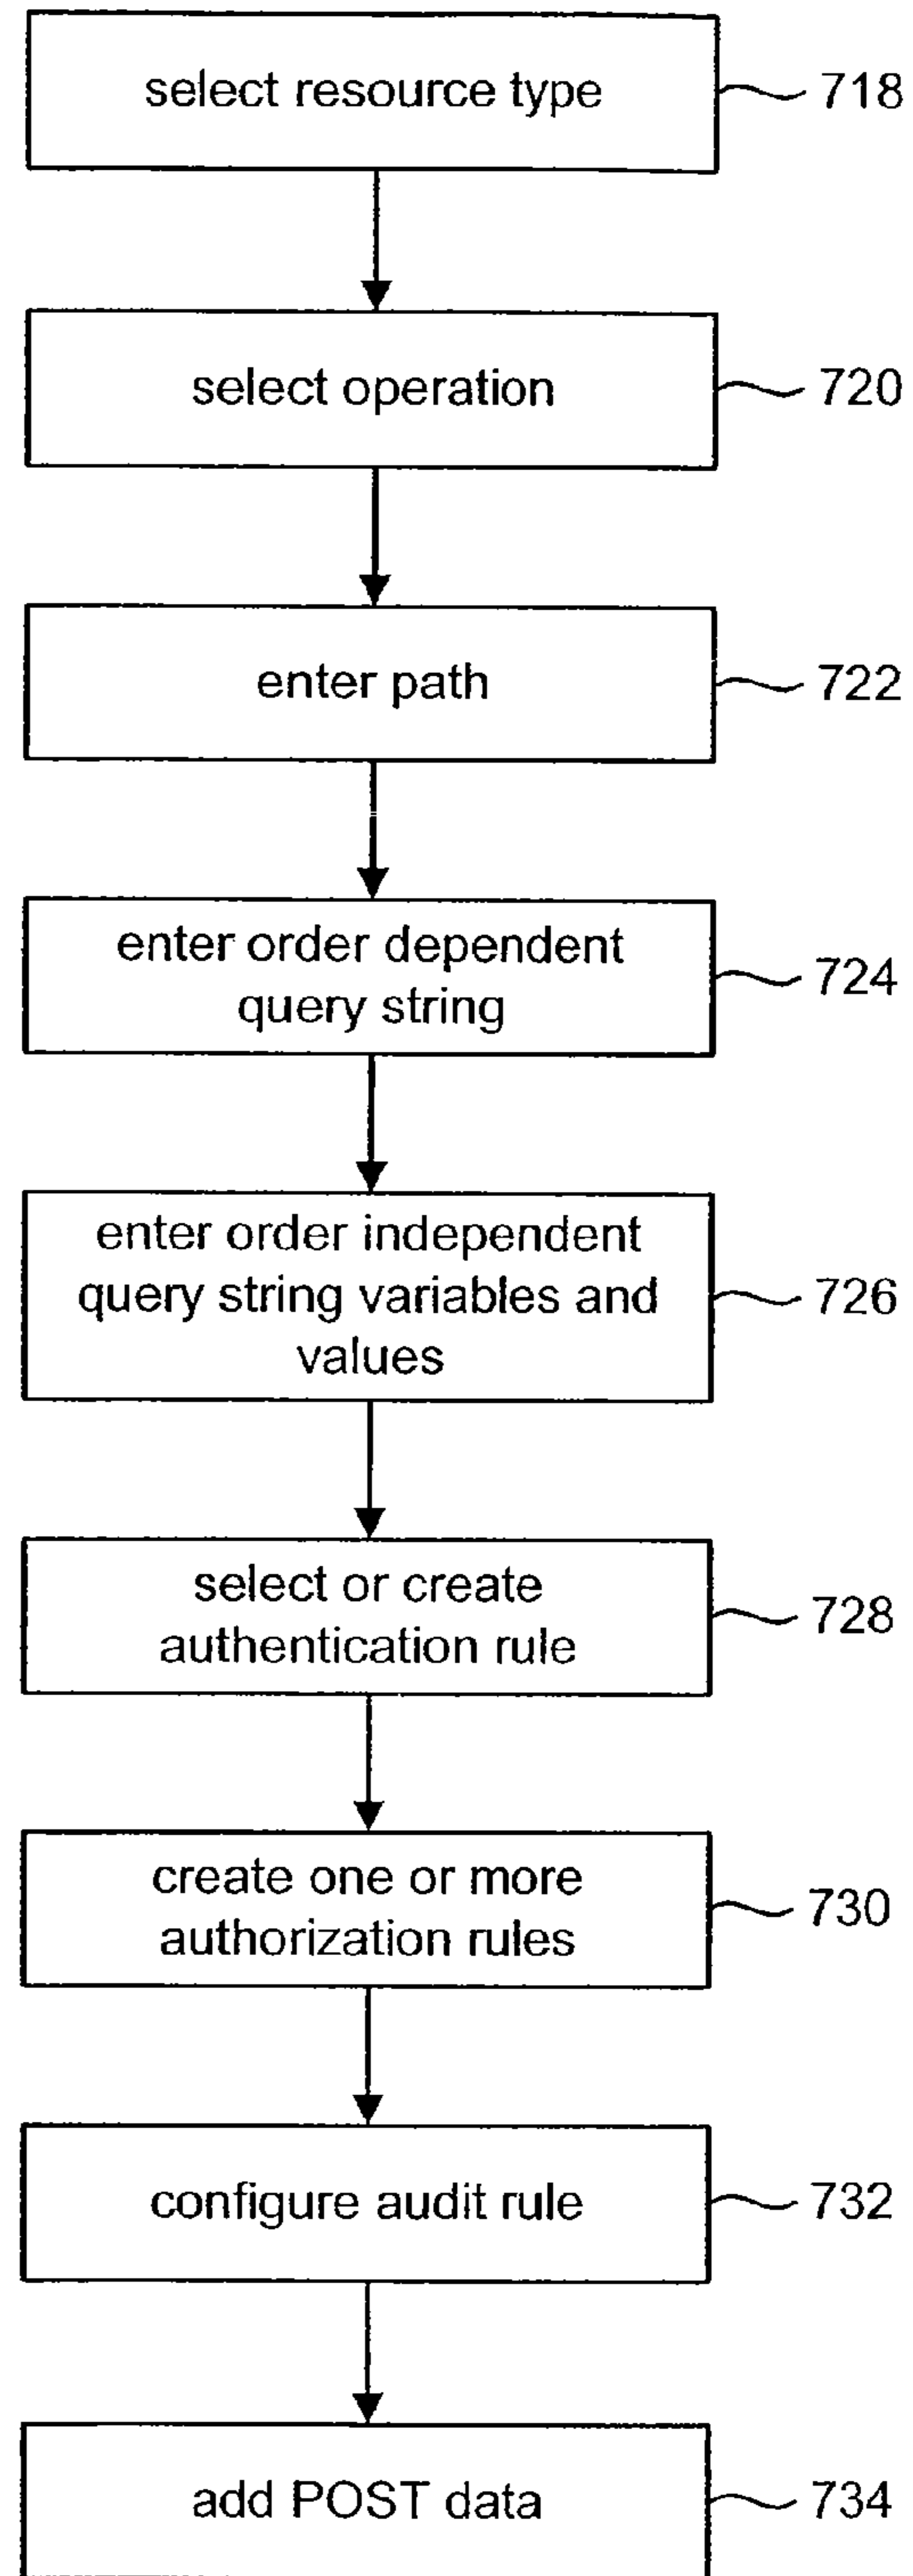 select resource type
718
select operation
720
enter path
722
enter order dependent
query string
724
enter order independent
query string variables and
values
726
select or create
authentication rule
728
create one or more
authorization rules
730
configure audit rule
732
add POST data
734